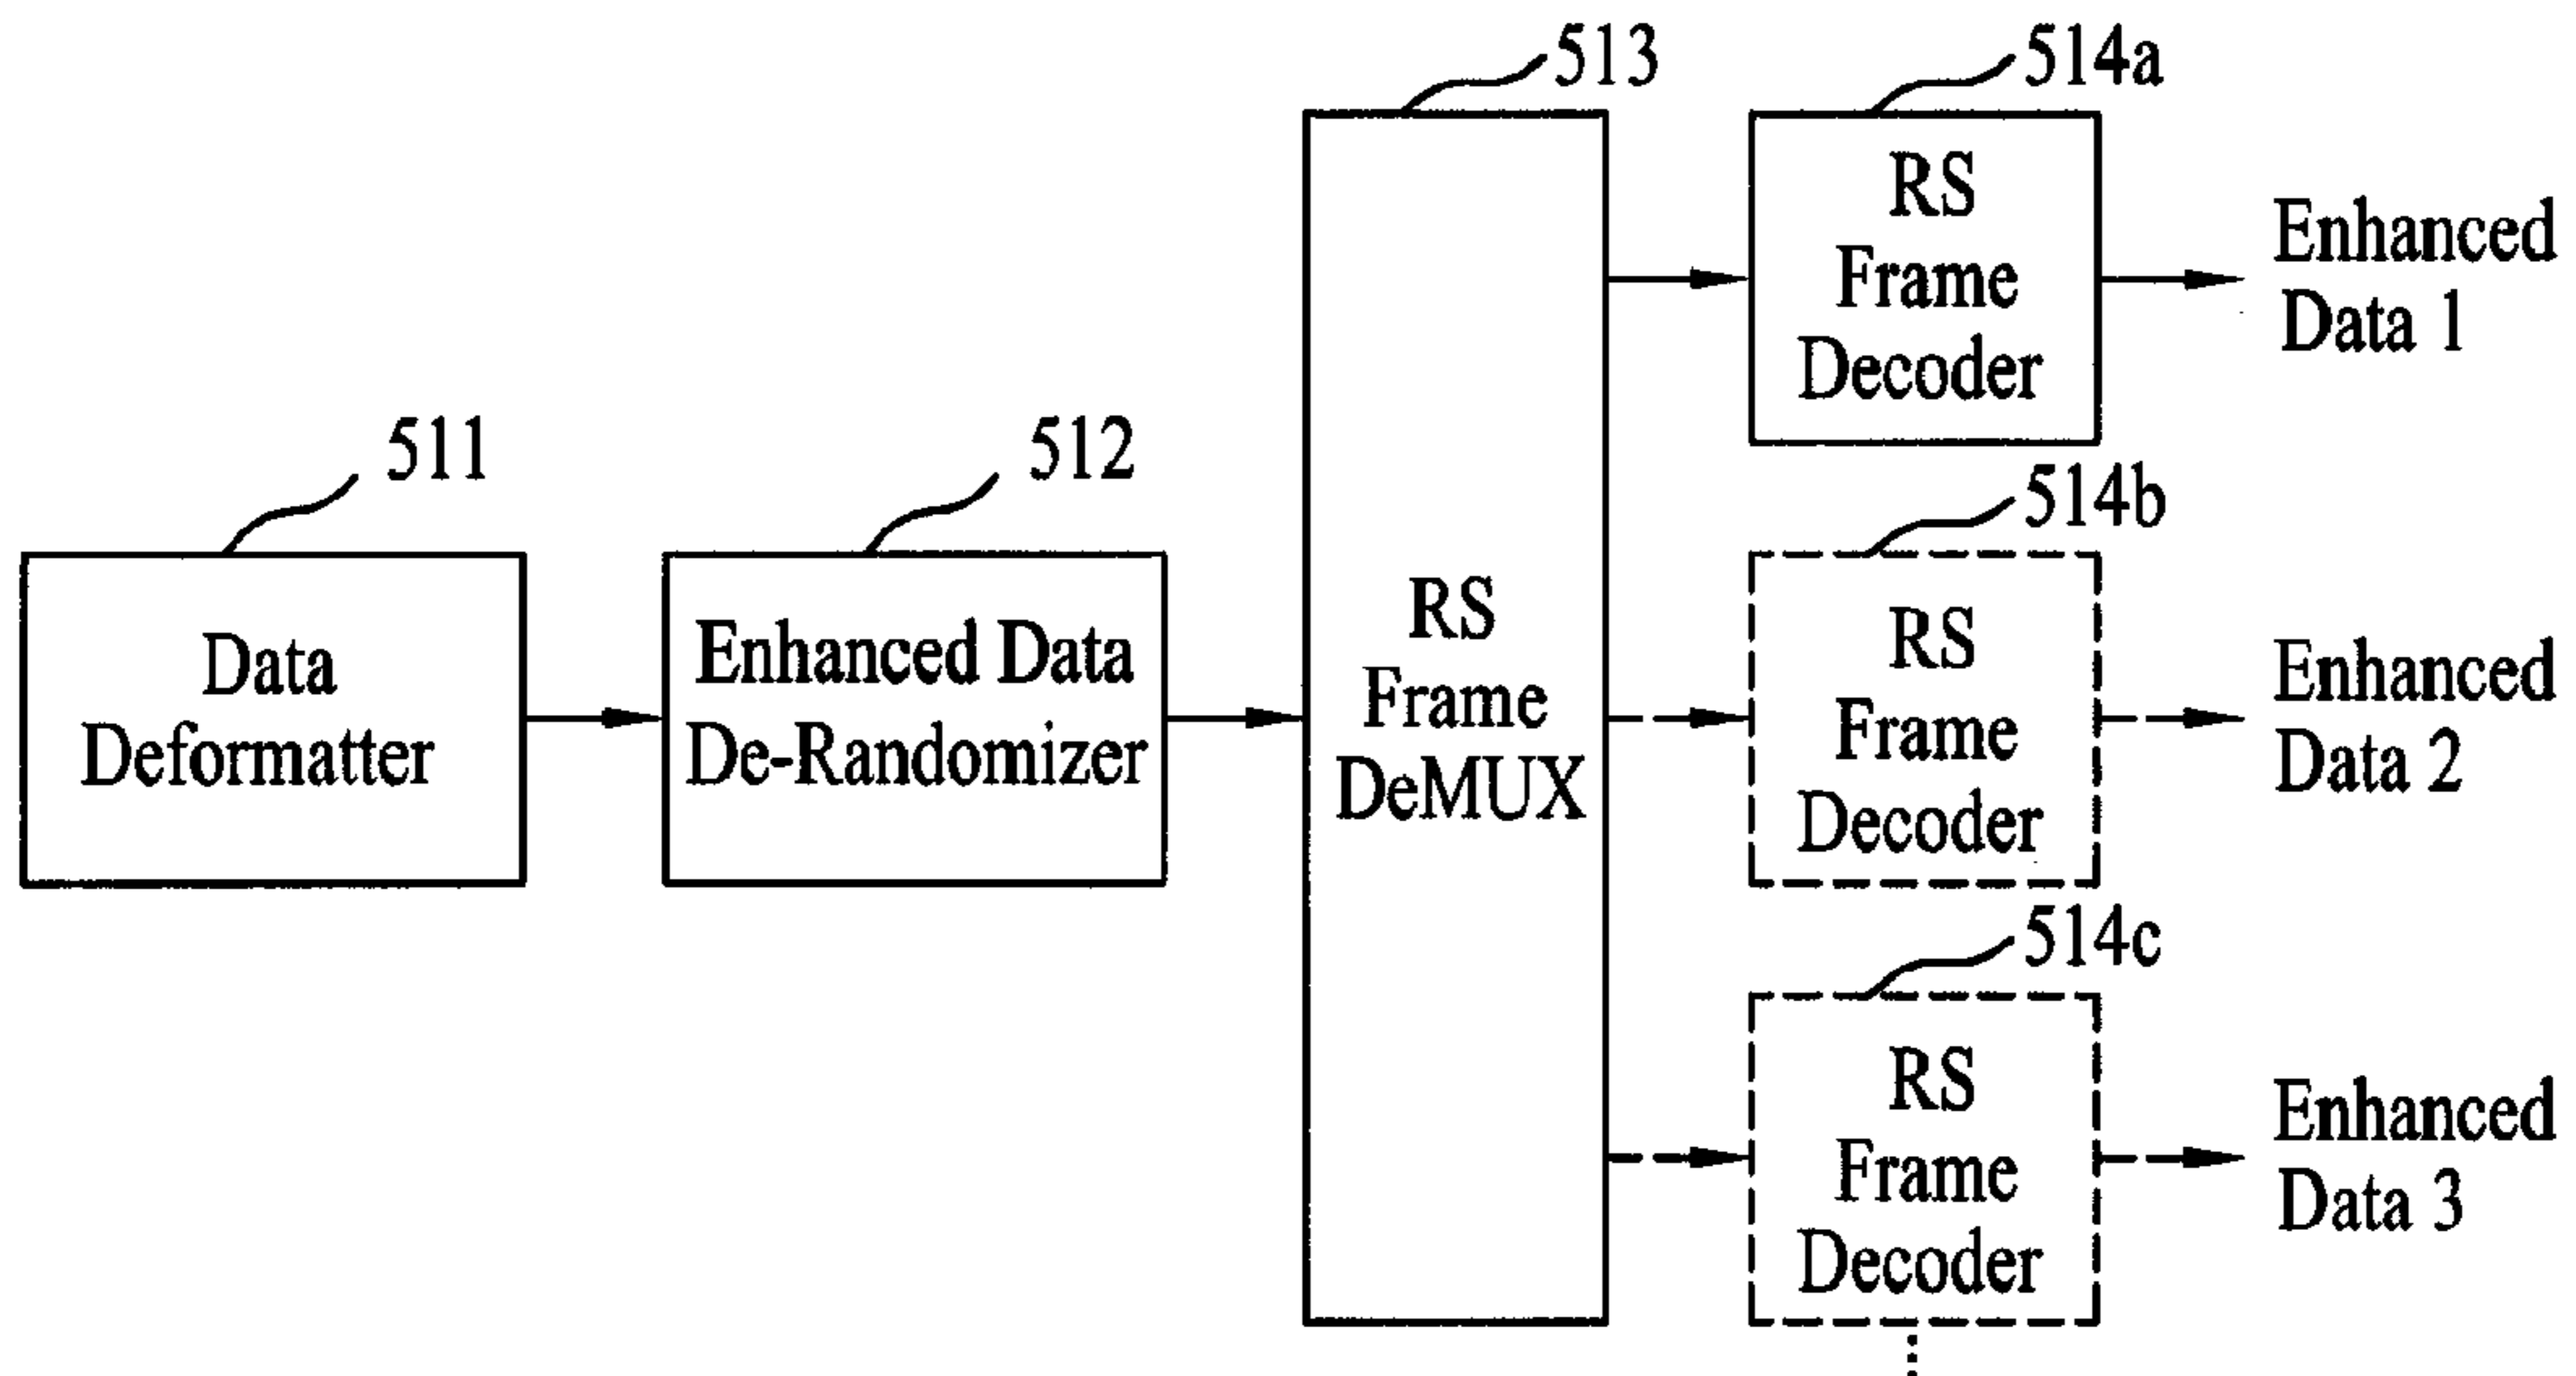 513
514a
RS
Frame
Decoder
Enhanced
Data 1
511
512
514b
Data
Deformatter
Enhanced Data
De-Randomizer
RS
Frame
DeMUX
RS
Frame
Decoder
Enhanced
Data 2
514c
RS
Frame
Decoder
Enhanced
Data 3